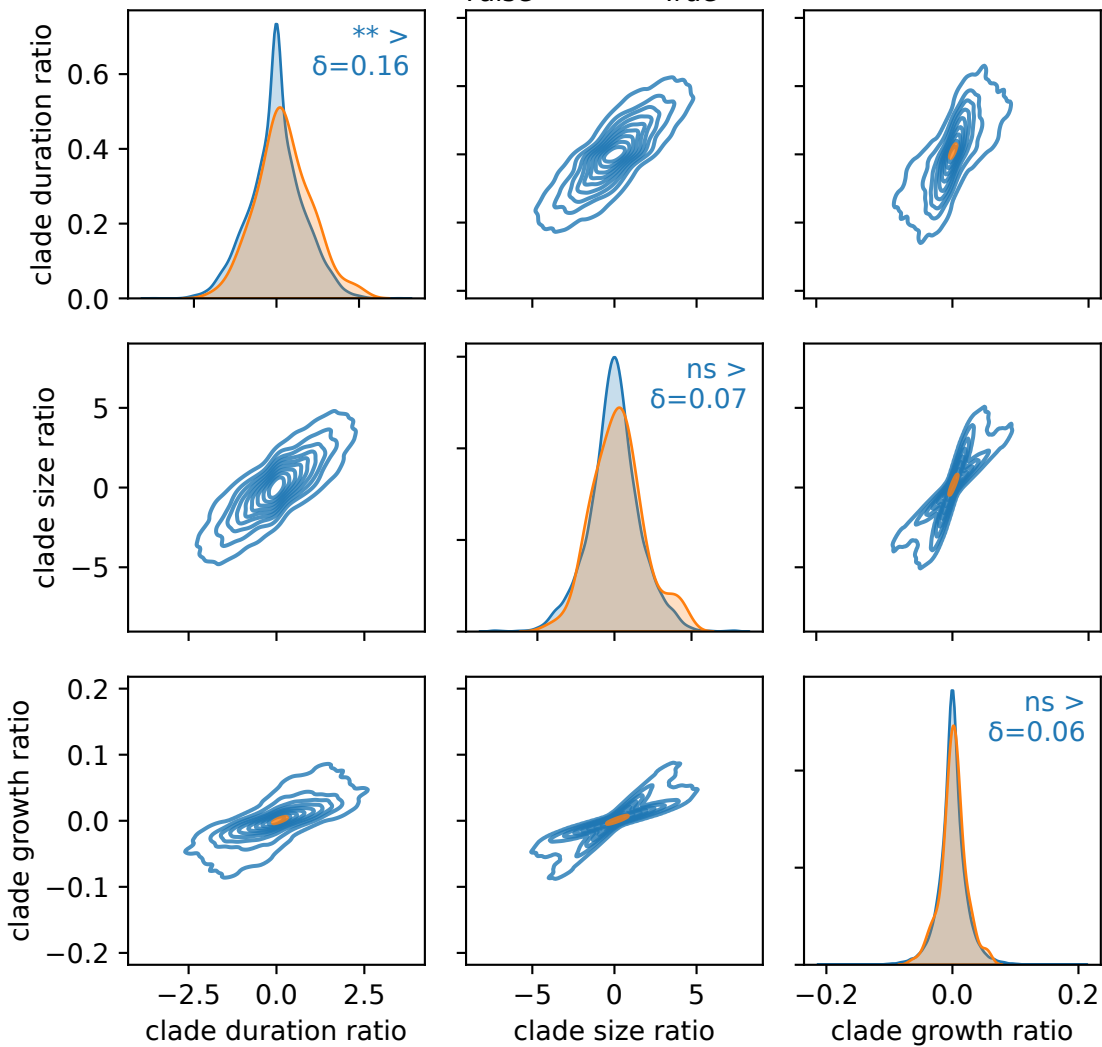 ** >
δ=0.16
clade duration ratio
0.6
0.4
0.2
0.0
ns >
δ=0.07
clade size ratio
5
0
−5
ns >
δ=0.06
clade growth ratio
0.2
0.1
0.0
−0.1
−0.2
−2.5 0.0 2.5 −5 0 5 −0.2 0.0 0.2
clade duration ratio clade size ratio clade growth ratio